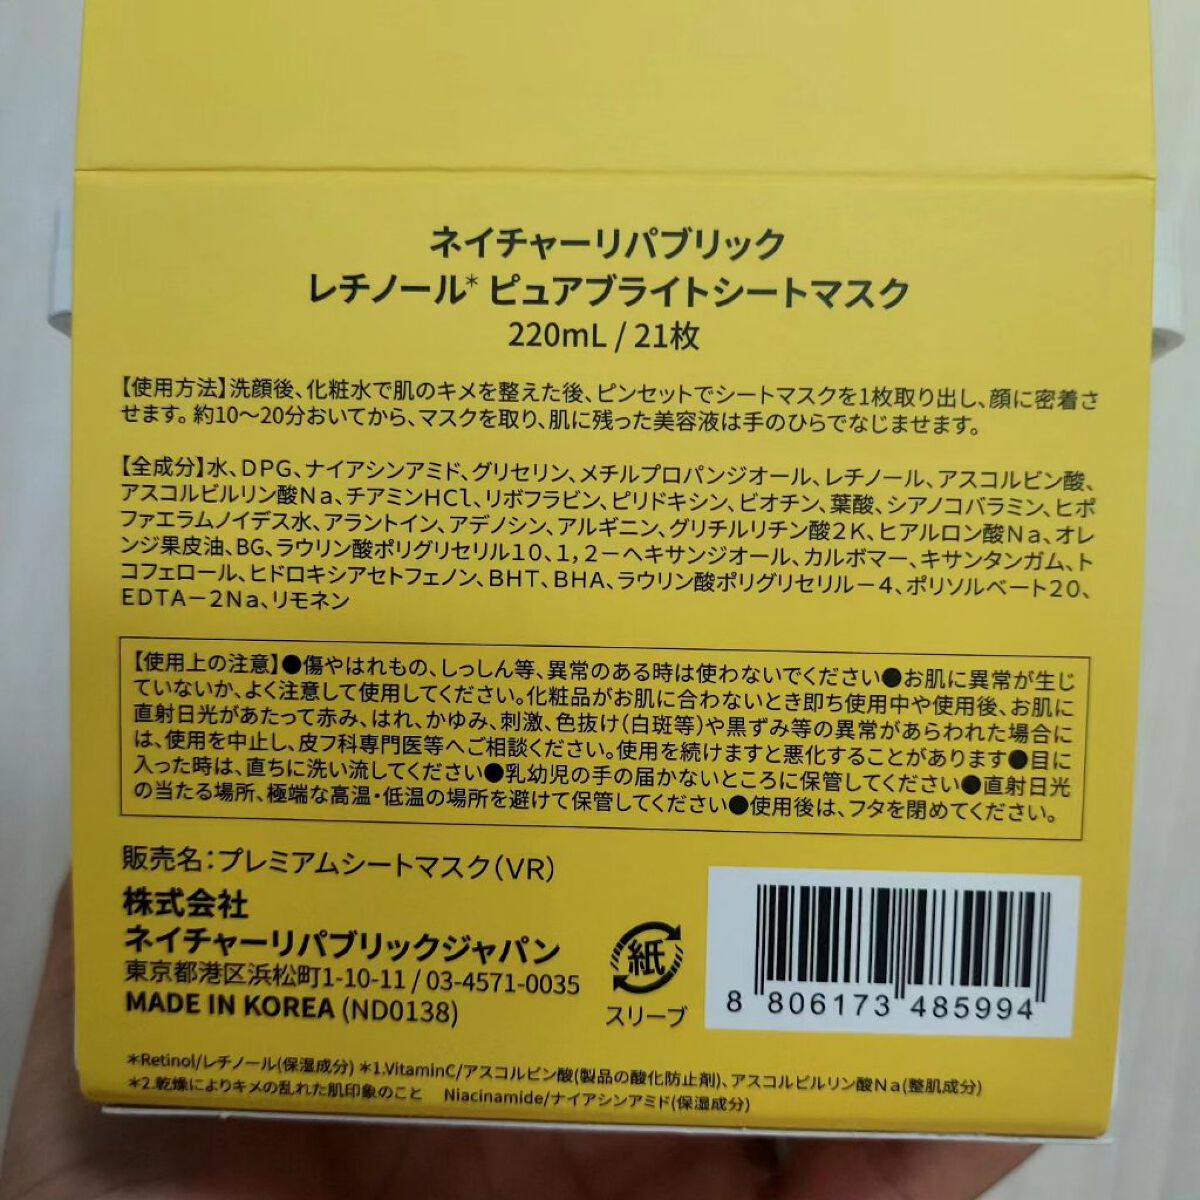 ネイチャーリパブリック
レチノール* ピュアブライトシートマスク
220mL / 21枚
【使用方法】洗顔後、化粧水で肌のキメを整えた後、ピンセットでシートマスクを1枚取り出し、顔に密着さ
せます。約10～20分おいてから、マスクを取り、肌に残った美容液は手のひらでなじませます。
【全成分】水、DPG、ナイアシンアミド、グリセリン、メチルプロパンジオール、レチノール、アスコルビン酸、
アスコルビルリン酸Na、チアミンHCl、リボフラビン、ピリドキシン、ビオチン、葉酸、シアノコバラミン、ヒポ
ファエラムノイデス水、アラントイン、アデノシン、アルギニン、グリチルリチン酸2K、ヒアルロン酸Na、オレ
ンジ果皮油、BG、ラウリン酸ポリグリセリル10、1,2－ヘキサンジオール、カルボマー、キサンタンガム、ト
コフェロール、ヒドロキシアセトフェノン、BHT、BHA、ラウリン酸ポリグリセリル－4、ポリソルベート20、
EDTA－2Na、リモネン
【使用上の注意】●傷やはれもの、しっしん等、異常のある時は使わないでください●お肌に異常が生じ
ていないか、よく注意して使用してください。化粧品がお肌に合わないとき即ち使用中や使用後、お肌に
直射日光があたって赤み、はれ、かゆみ、刺激、色抜け(白斑等)や黒ずみ等の異常があらわれた場合に
は、使用を中止し、皮フ科専門医等へご相談ください。使用を続けますと悪化することがあります●目に
入った時は、直ちに洗い流してください●乳幼児の手の届かないところに保管してください●直射日光
の当たる場所、極端な高温・低温の場所を避けて保管してください●使用後は、フタを閉めてください。
販売名：プレミアムシートマスク(VR)
株式会社
ネイチャーリパブリックジャパン
東京都港区浜松町1-10-11 / 03-4571-0035
MADE IN KOREA (ND0138)
紙
スリーブ
8 806173 485994
*Retinol/レチノール(保湿成分) *1.VitaminC/アスコルビン酸(製品の酸化防止剤)、アスコルビルリン酸Na(整肌成分)
*2.乾燥によりキメの乱れた肌印象のこと Niacinamide/ナイアシンアミド(保湿成分)